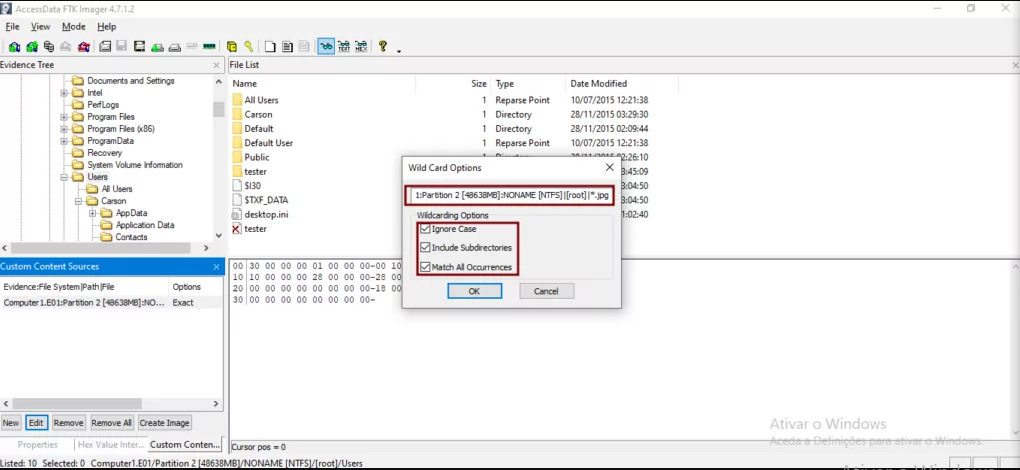 AccessData FTK Imager 4.7.1.2
File View Mode Help
Evidence Tree
Documents and Settings
Intel
PerfLogs
Program Files
Program Files (x86)
ProgramData
Recovery
System Volume Information
Users
All Users
Carson
AppData
Application Data
Contacts
File List
Name Size Type Date Modified
All Users 1 Reparse Point 10/07/2015 12:21:38
Carson 1 Directory 28/11/2015 03:29:30
Default 1 Directory 28/11/2015 02:09:44
Default User 1 Reparse Point 10/07/2015 12:21:38
Public
tester 3:45:09
$I30 3:04:50
$TXF_DATA 3:04:50
desktop.ini 1:02:40
tester
Wild Card Options
1:Partition 2 [48638MB]:NONAME [NTFS]|[root]|*.jpg
Wildcarding Options
Ignore Case
Include Subdirectories
Match All Occurrences
OK Cancel
Custom Content Sources
Evidence:File System|Path|File Options
Computer1.E01:Partition 2 [48638MB]:NO... Exact
New Edit Remove Remove All Create Image
Properties Hex Value Inter... Custom Conten...
00 30 00 00 00 01 00 00 00-00 10
10 10 00 00 00 28 00 00 00-28 00
20 00 00 00 00 00 00 00 00-18 00
30 00 00 00 00 00 00 00 00-
Cursor pos = 0
Ativar o Windows
Aceda a Definições para ativar o Windows.
Listed: 10 Selected: 0 Computer1.E01/Partition 2 [48638MB]/NONAME [NTFS]/[root]/Users